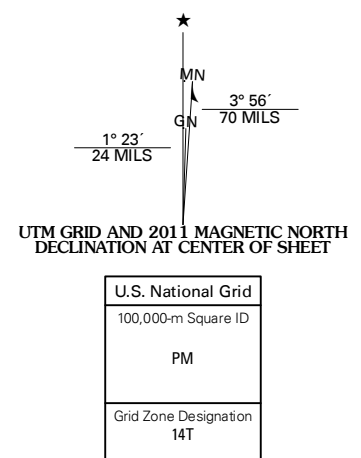 MN
3° 56´
70 MILS
GN
1° 23´
24 MILS
UTM GRID AND 2011 MAGNETIC NORTH
DECLINATION AT CENTER OF SHEET
U.S. National Grid
100,000-m Square ID
PM
Grid Zone Designation
14T